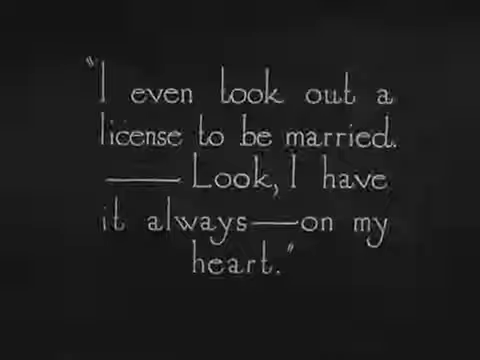 "I even took out a
license to be married.
—— Look, I have
it always—on my
heart."